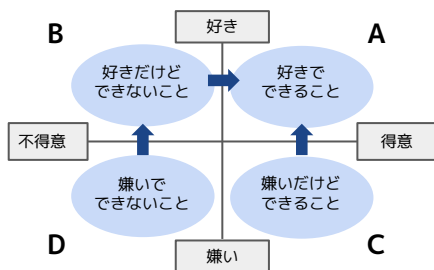 好き
B
A
好きだけど
できないこと
好きで
できること
不得意
得意
嫌いで
できないこと
嫌いだけど
できること
D
C
嫌い